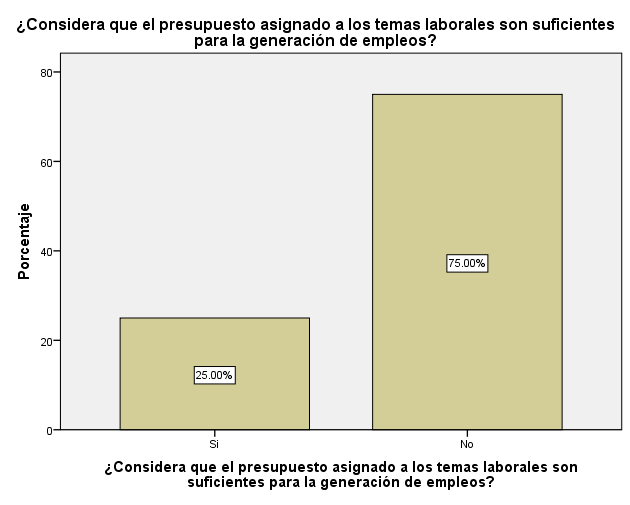 ¿Considera que el presupuesto asignado a los temas laborales son suficientes
para la generación de empleos?
80
60
40
20
0
Porcentaje
25.00%
75.00%
Si
No
¿Considera que el presupuesto asignado a los temas laborales son
suficientes para la generación de empleos?